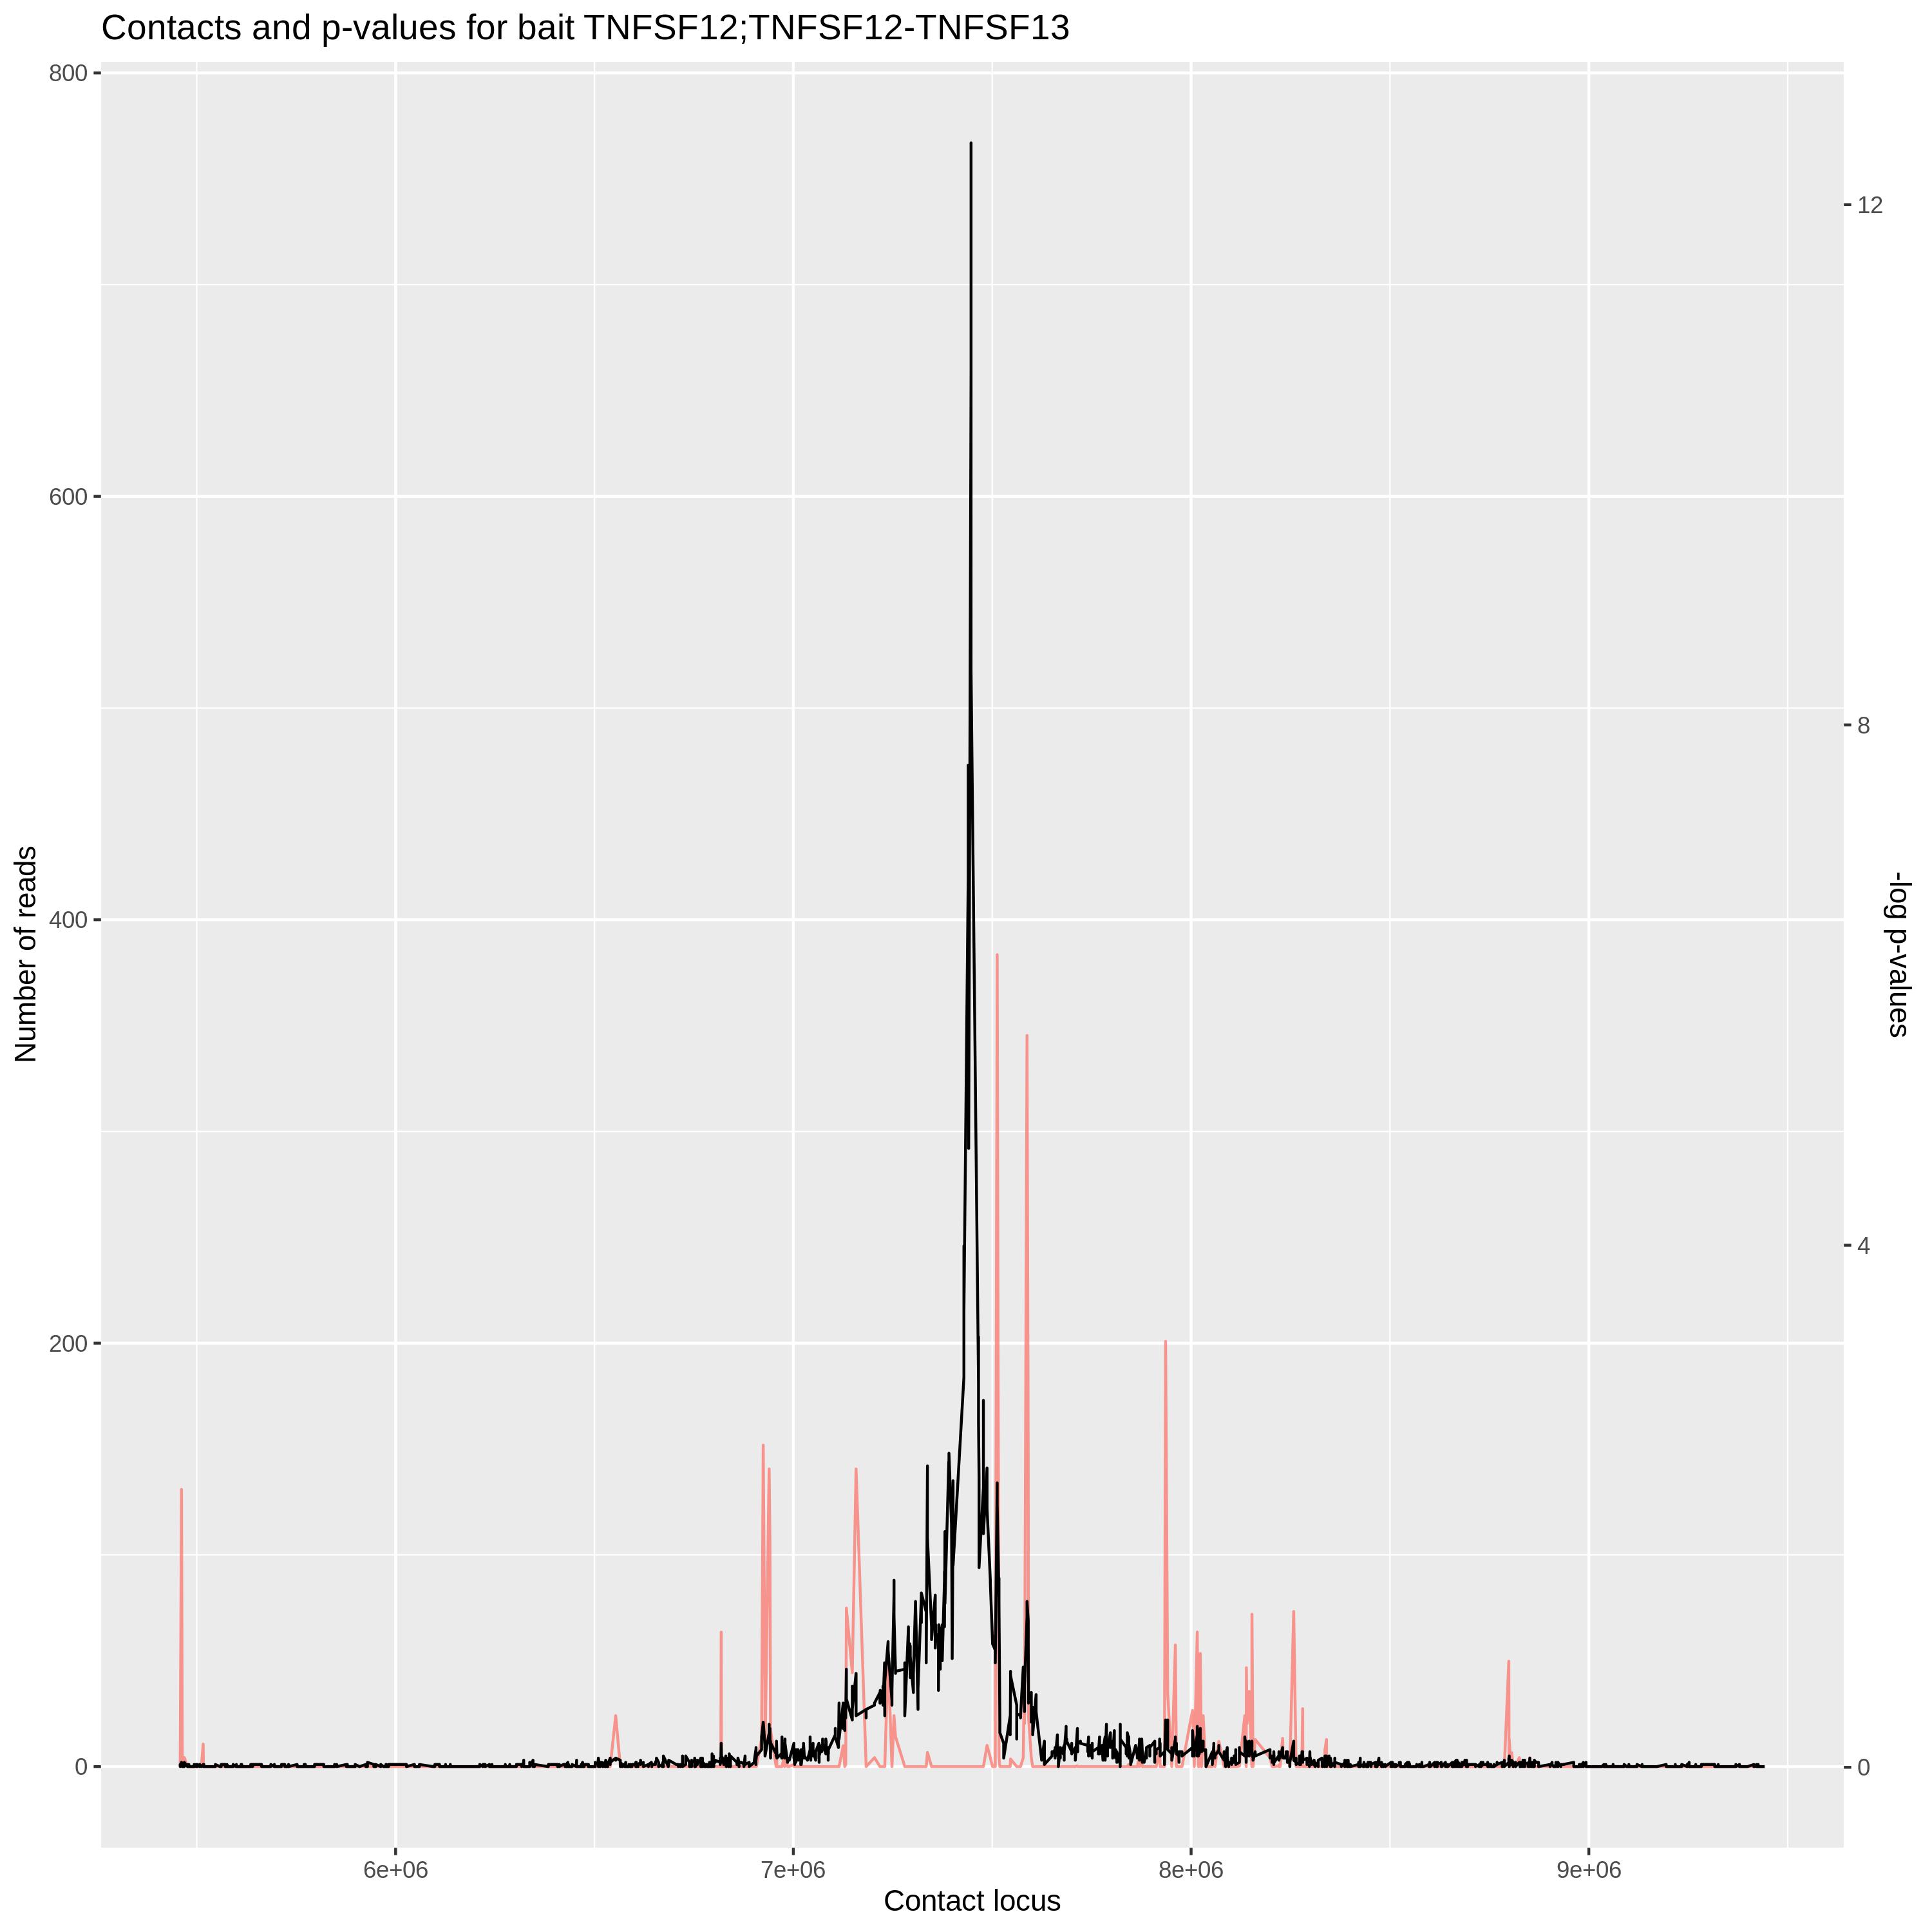 Contacts and p-values for bait TNFSF12;TNFSF12-TNFSF13
800
600
400
200
0
Number of reads
12
8
4
0
-log p-values
6e+06
7e+06
8e+06
9e+06
Contact locus